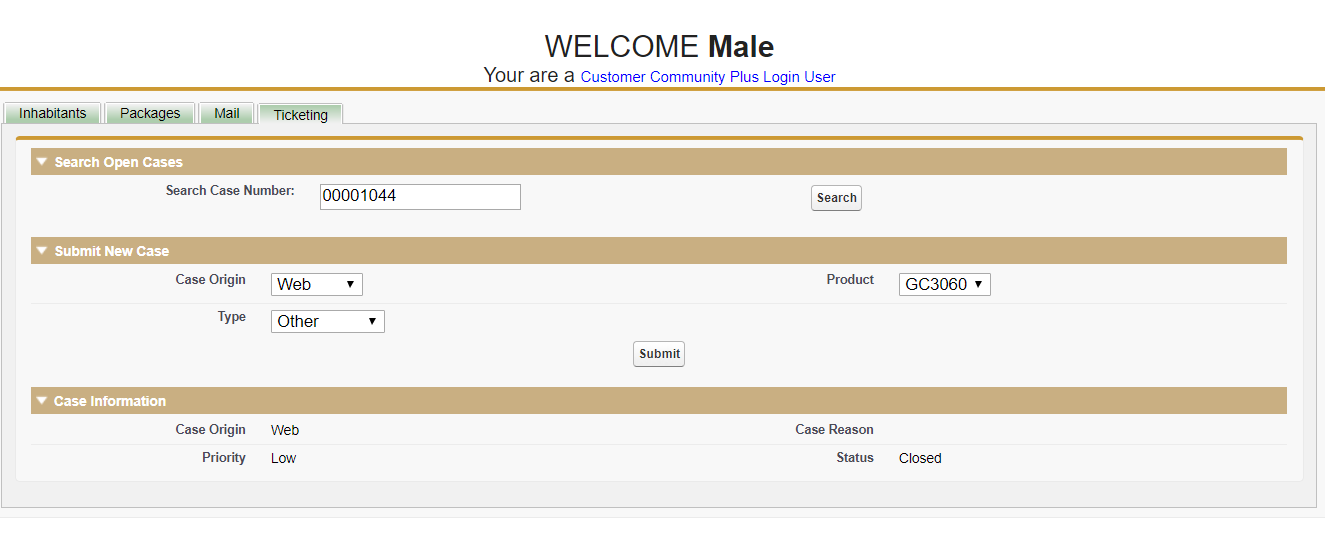 WELCOME Male
Your are a Customer Community Plus Login User
Inhabitants Packages Mail Ticketing
Search Open Cases
Search Case Number: 00001044 Search
Submit New Case
Case Origin Web Product GC3060
Type Other
Submit
Case Information
Case Origin Web Case Reason
Priority Low Status Closed